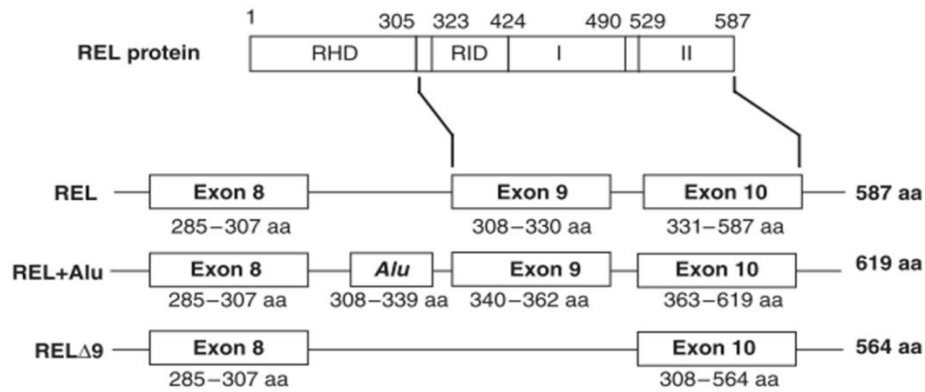 1 305 323 424 490 529 587
REL protein RHD RID I II
REL Exon 8 Exon 9 Exon 10 587 aa
285–307 aa 308–330 aa 331–587 aa
REL+Alu Exon 8 Alu Exon 9 Exon 10 619 aa
285–307 aa 308–339 aa 340–362 aa 363–619 aa
RELΔ9 Exon 8 Exon 10 564 aa
285–307 aa 308–564 aa